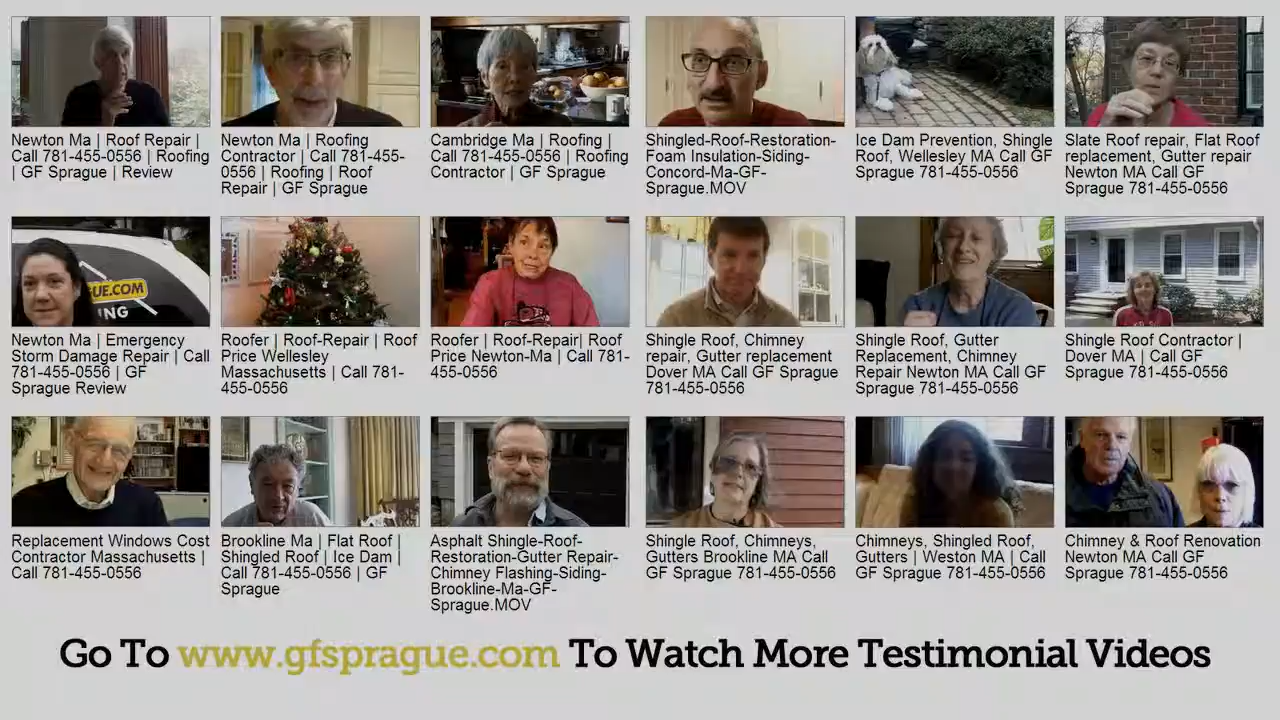 Newton Ma | Roof Repair |
Call 781-455-0556 | Roofing
| GF Sprague | Review
Newton Ma | Roofing
Contractor | Call 781-455-
0556 | Roofing | Roof
Repair | GF Sprague
Cambridge Ma | Roofing |
Call 781-455-0556 | Roofing
Contractor | GF Sprague
Shingled-Roof-Restoration-
Foam Insulation-Siding-
Concord-Ma-GF-
Sprague.MOV
Ice Dam Prevention, Shingle
Roof, Wellesley MA Call GF
Sprague 781-455-0556
Slate Roof repair, Flat Roof
replacement, Gutter repair
Newton MA Call GF
Sprague 781-455-0556
UE.COM
ING
Newton Ma | Emergency
Storm Damage Repair | Call
781-455-0556 | GF
Sprague Review
Roofer | Roof-Repair | Roof
Price Wellesley
Massachusetts | Call 781-
455-0556
Roofer | Roof-Repair| Roof
Price Newton-Ma | Call 781-
455-0556
Shingle Roof, Chimney
repair, Gutter replacement
Dover MA Call GF Sprague
781-455-0556
Shingle Roof, Gutter
Replacement, Chimney
Repair Newton MA Call GF
Sprague 781-455-0556
Shingle Roof Contractor |
Dover MA | Call GF
Sprague 781-455-0556
Replacement Windows Cost
Contractor Massachusetts |
Call 781-455-0556
Brookline Ma | Flat Roof |
Shingled Roof | Ice Dam |
Call 781-455-0556 | GF
Sprague
Asphalt Shingle-Roof-
Restoration-Gutter Repair-
Chimney Flashing-Siding-
Brookline-Ma-GF-
Sprague.MOV
Shingle Roof, Chimneys,
Gutters Brookline MA Call
GF Sprague 781-455-0556
Chimneys, Shingled Roof,
Gutters | Weston MA | Call
GF Sprague 781-455-0556
Chimney & Roof Renovation
Newton MA Call GF
Sprague 781-455-0556
Go To www.gfsprague.com To Watch More Testimonial Videos